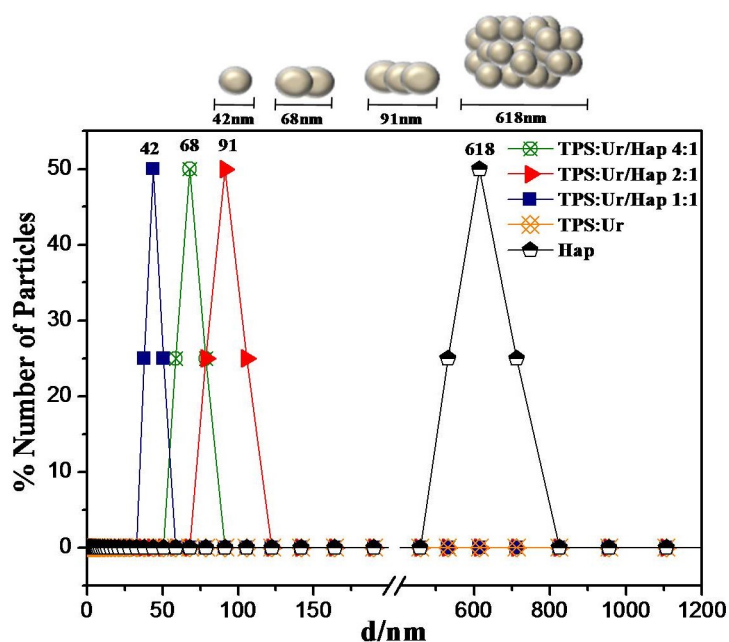 42nm 68nm 91nm 618nm
42 68 91 618
TPS:Ur/Hap 4:1
TPS:Ur/Hap 2:1
TPS:Ur/Hap 1:1
TPS:Ur
Hap
% Number of Particles
50
40
30
20
10
0
0 50 100 150 600 800 1000 1200
d/nm